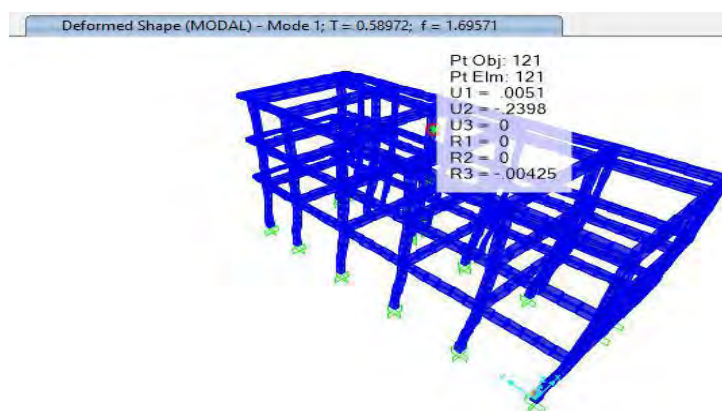 Deformed Shape (MODAL) - Mode 1; T = 0.58972; f = 1.69571
Pt Obj: 121
Pt Elm: 121
U1 = .0051
U2 = -.2398
U3 = 0
R1 = 0
R2 = 0
R3 = -.00425